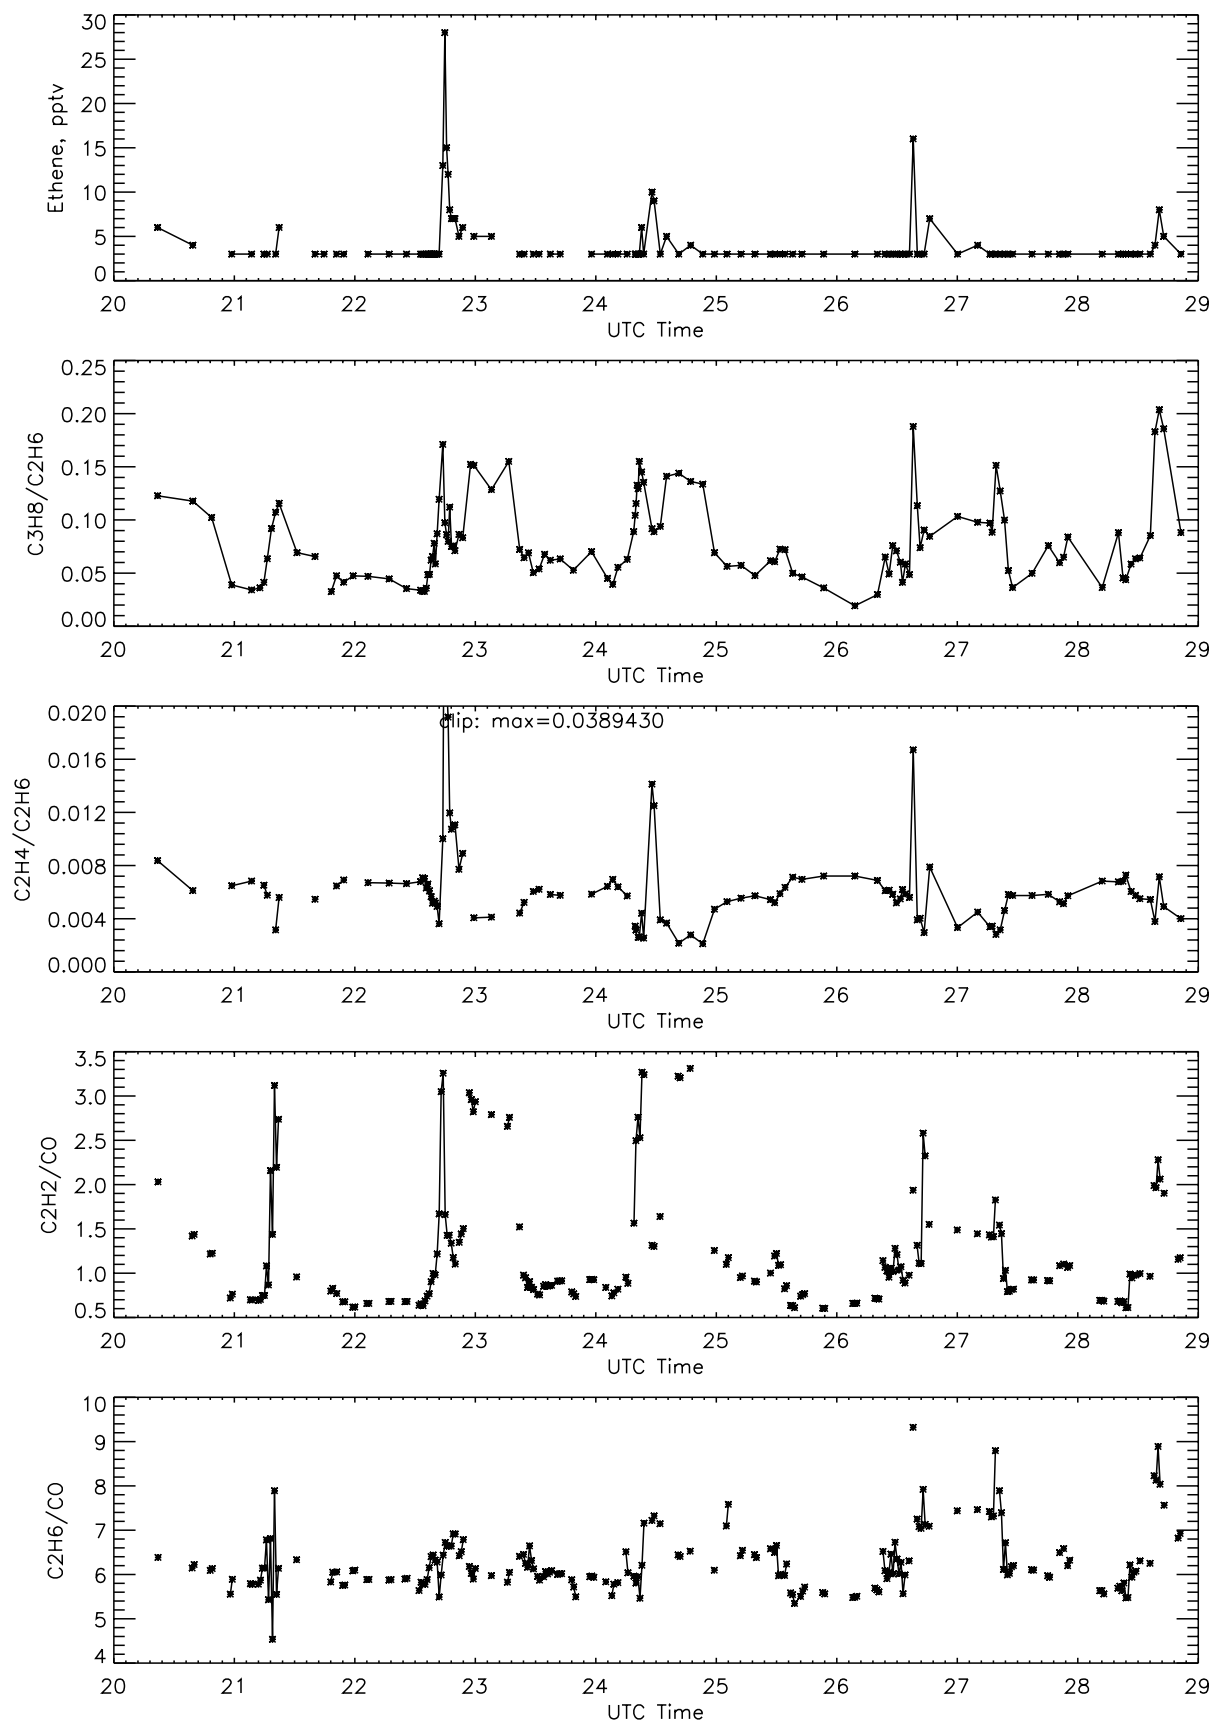 Ethene, pptv
30
25
20
15
10
5
0
20 21 22 23 24 25 26 27 28 29
UTC Time
C3H8/C2H6
0.25
0.20
0.15
0.10
0.05
0.00
20 21 22 23 24 25 26 27 28 29
UTC Time
C2H4/C2H6
clip: max=0.0389430
0.020
0.016
0.012
0.008
0.004
0.000
20 21 22 23 24 25 26 27 28 29
UTC Time
C2H2/CO
3.5
3.0
2.5
2.0
1.5
1.0
0.5
20 21 22 23 24 25 26 27 28 29
UTC Time
C2H6/CO
10
9
8
7
6
5
4
20 21 22 23 24 25 26 27 28 29
UTC Time